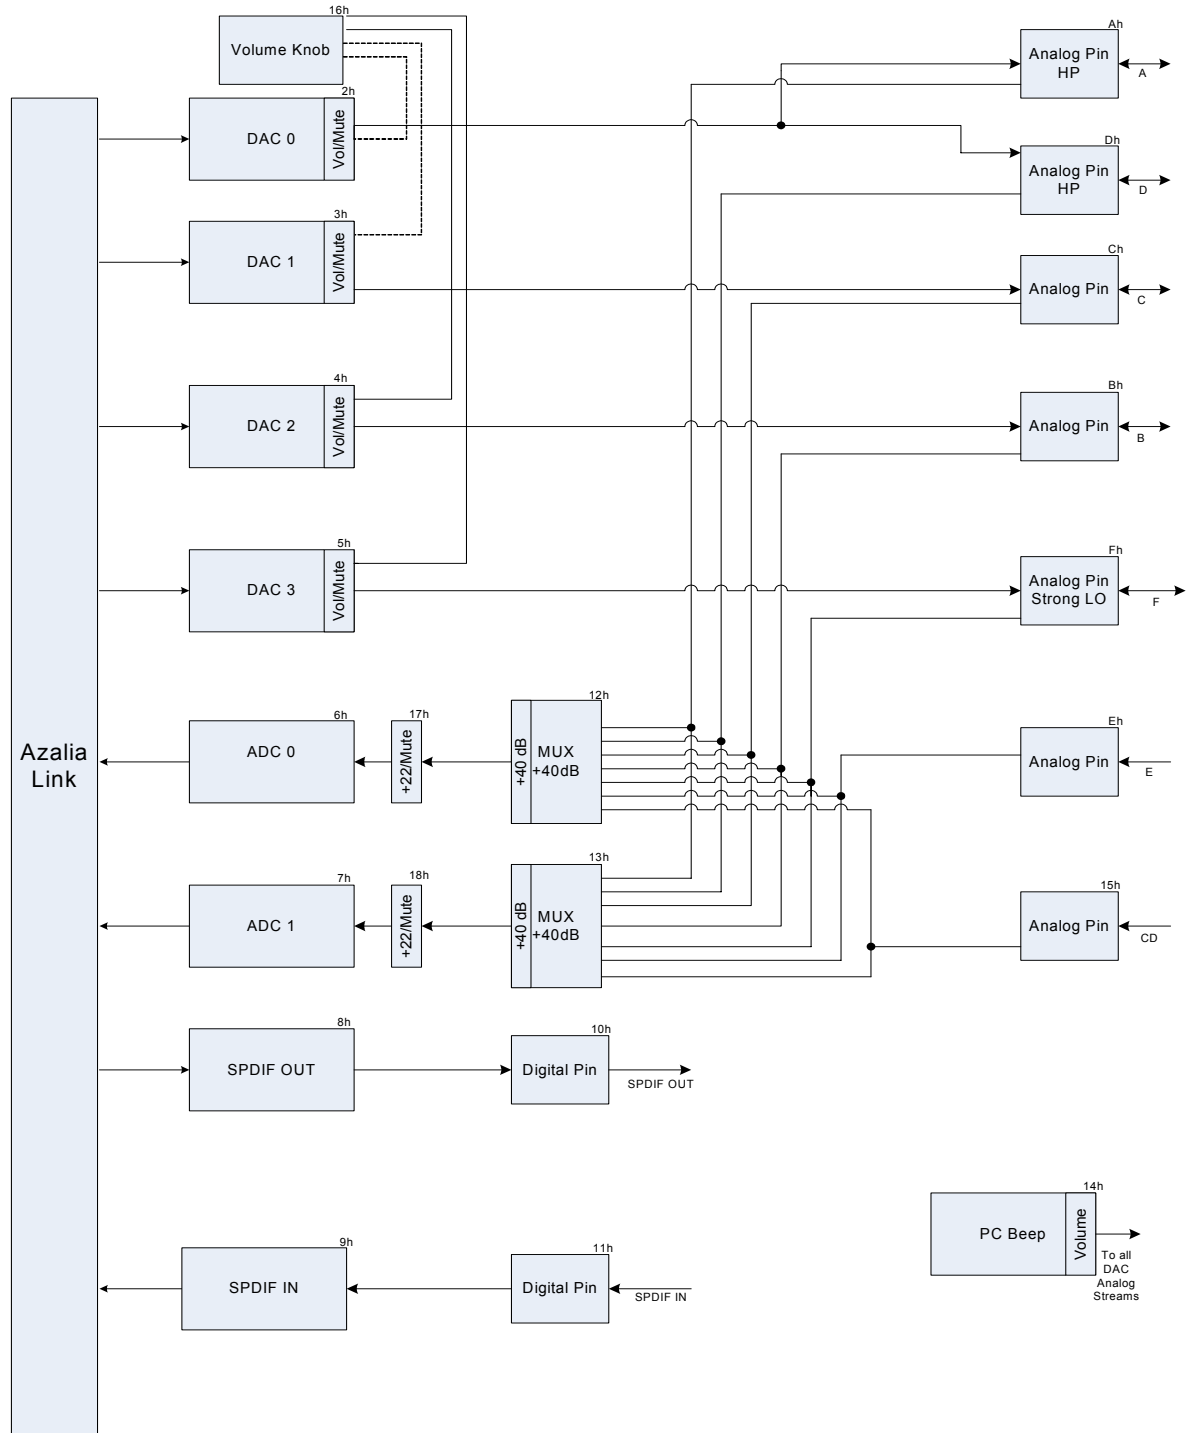 16h
Volume Knob
Ah
Analog Pin
HP
A
2h
DAC 0
Vol/Mute
Dh
Analog Pin
HP
D
3h
DAC 1
Vol/Mute
Ch
Analog Pin
C
4h
DAC 2
Vol/Mute
Bh
Analog Pin
B
5h
DAC 3
Vol/Mute
Fh
Analog Pin
Strong LO
F
Azalia
Link
6h
ADC 0
17h
+22/Mute
12h
+40 dB
MUX
+40dB
Eh
Analog Pin
E
7h
ADC 1
18h
+22/Mute
13h
+40 dB
MUX
+40dB
15h
Analog Pin
CD
8h
SPDIF OUT
10h
Digital Pin
SPDIF OUT
14h
PC Beep
Volume
To all
DAC
Analog
Streams
9h
SPDIF IN
11h
Digital Pin
SPDIF IN